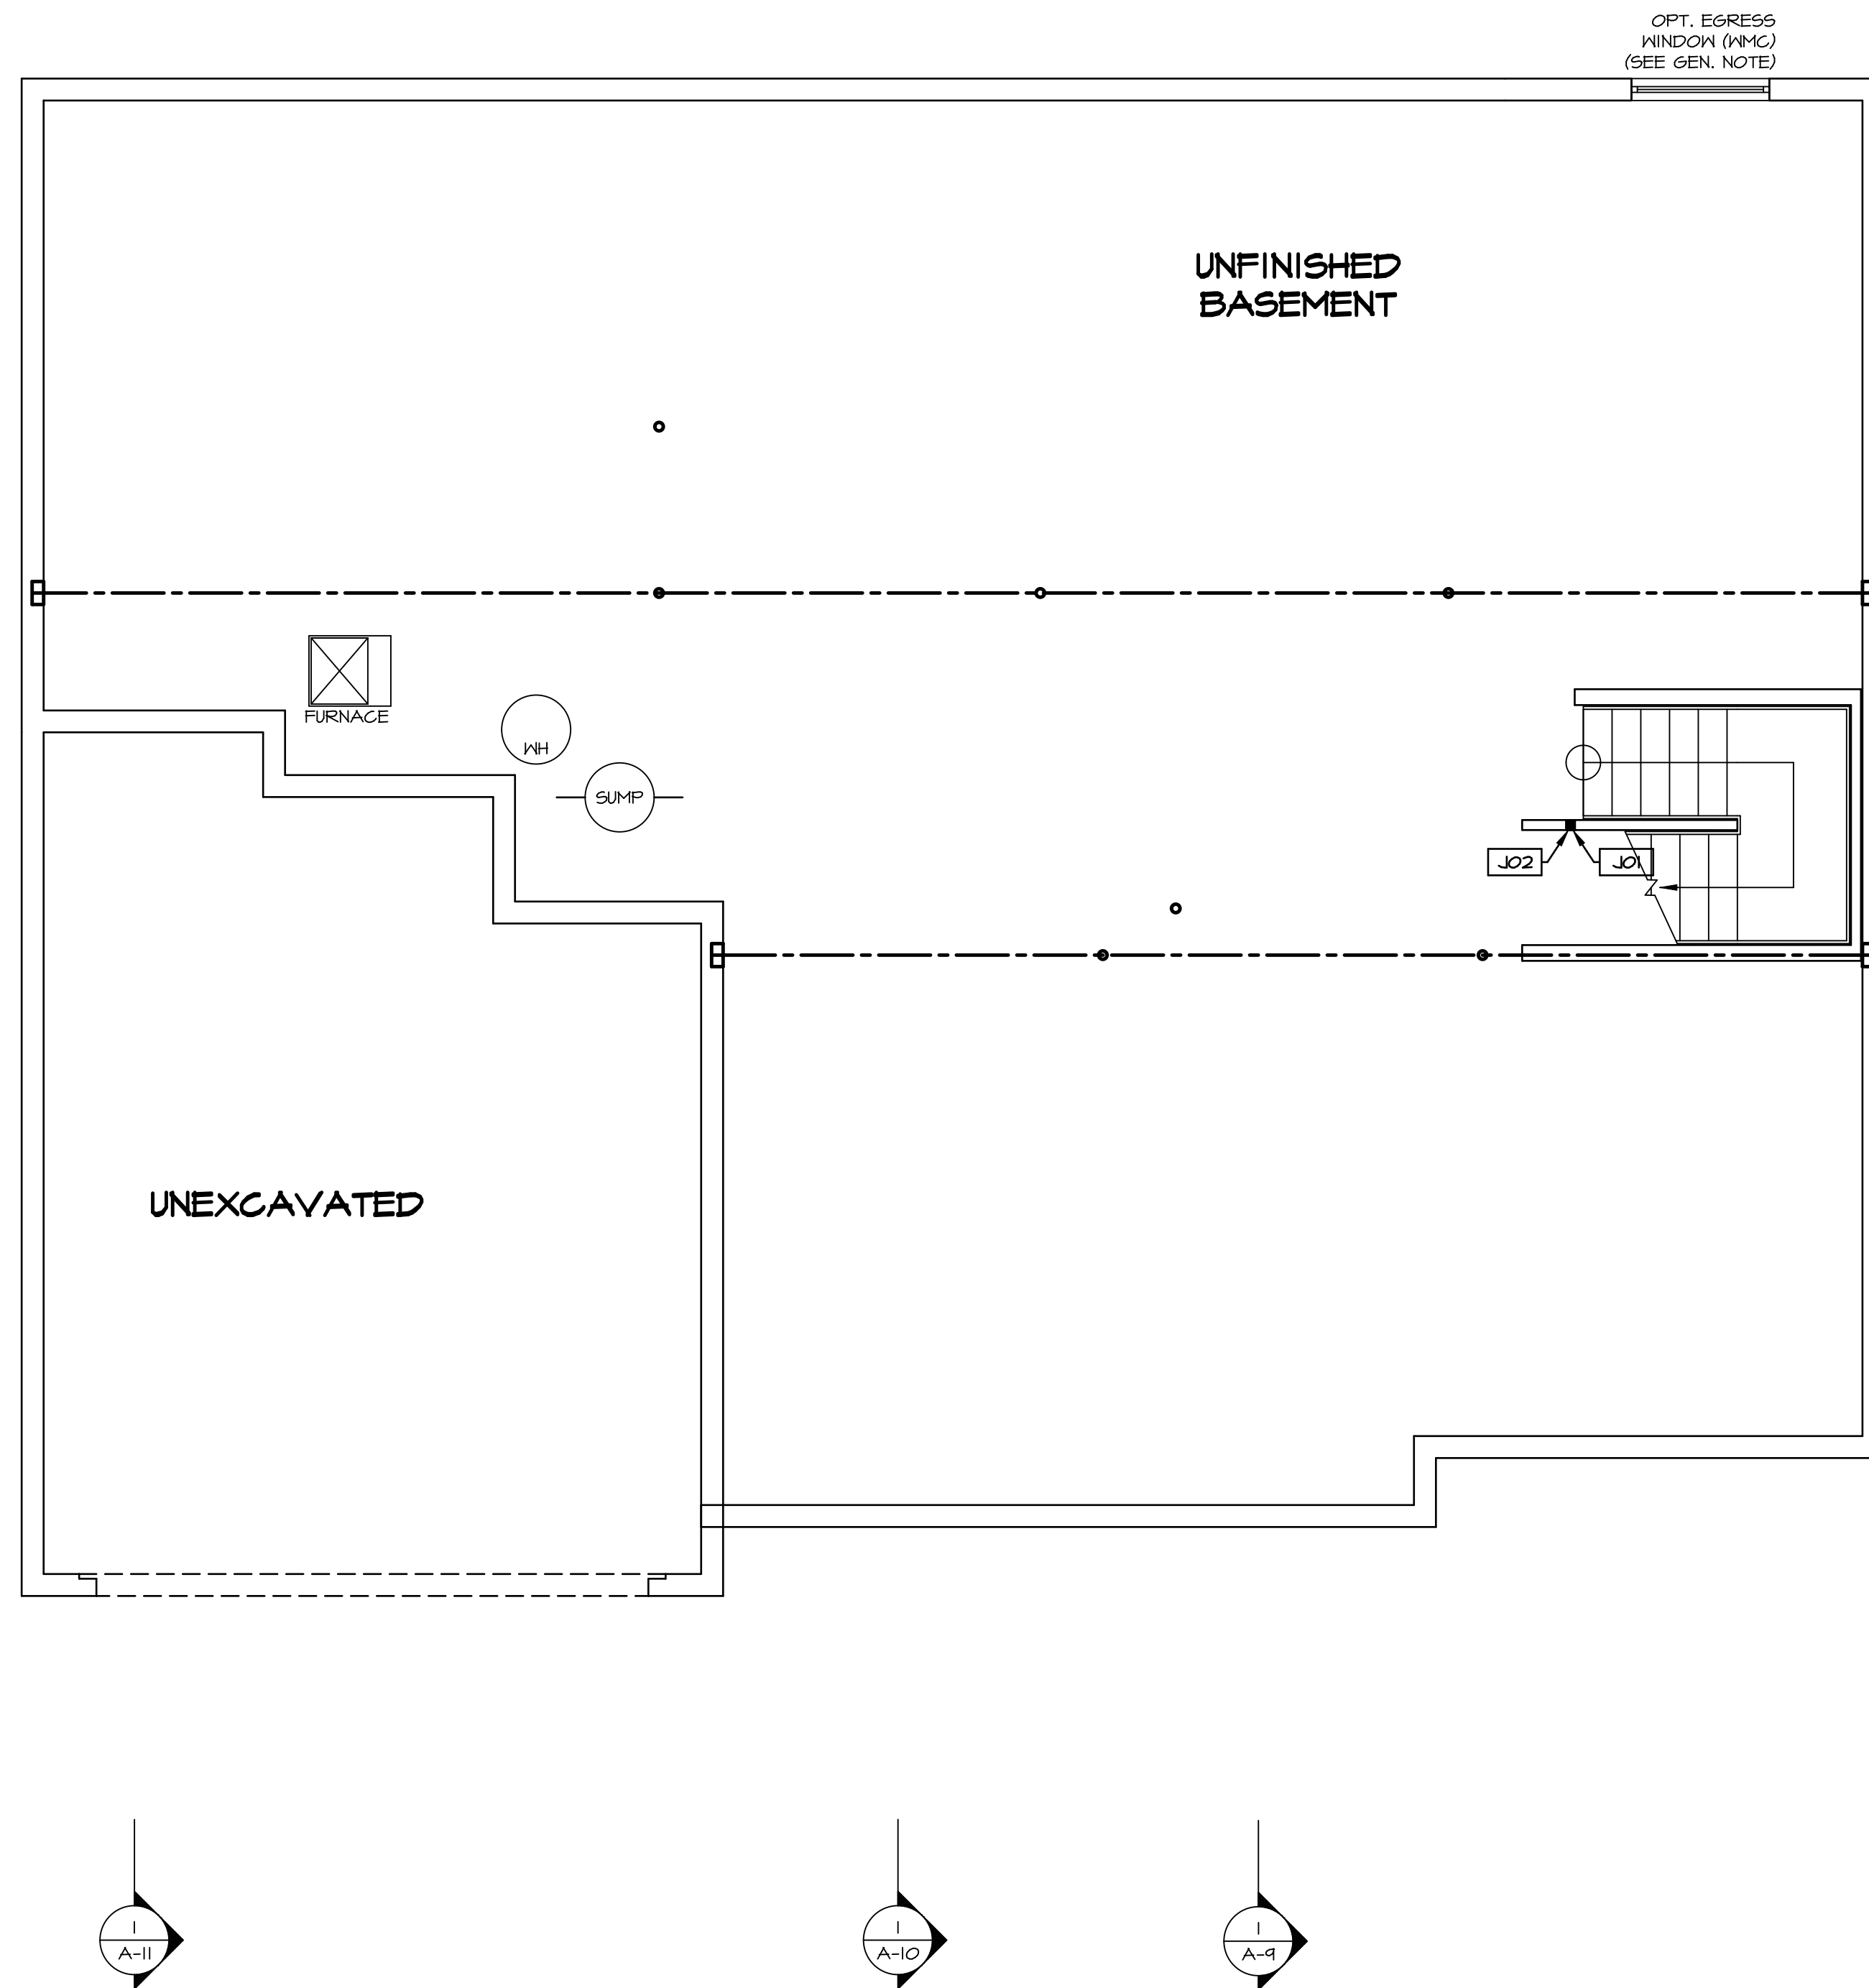 OPT. EGRESS
WINDOW (WMC)
(SEE GEN. NOTE)
UNFINISHED
BASEMENT
FURNACE
WH
SUMP
J02
J01
UNEXCAVATED
1
A-11
1
A-10
1
A-9